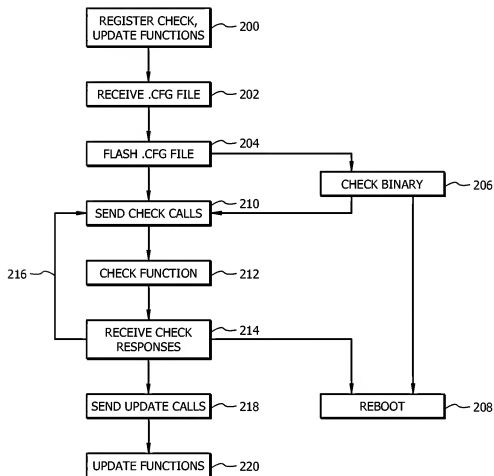 REGISTER CHECK,
UPDATE FUNCTIONS
200
RECEIVE .CFG FILE
202
FLASH .CFG FILE
204
CHECK BINARY
206
SEND CHECK CALLS
210
CHECK FUNCTION
212
216
RECEIVE CHECK
RESPONSES
214
SEND UPDATE CALLS
218
REBOOT
208
UPDATE FUNCTIONS
220